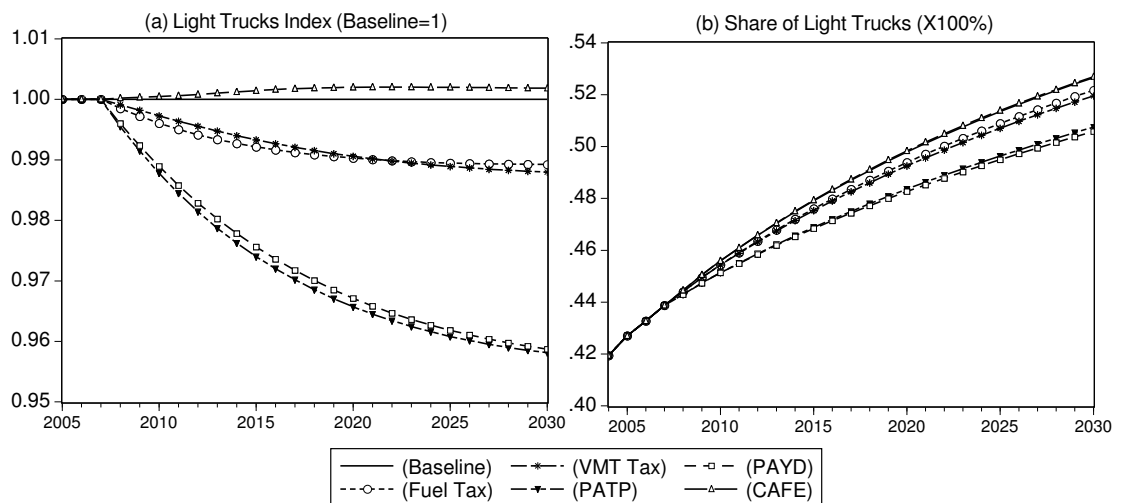 (a) Light Trucks Index (Baseline=1)
1.01
1.00
0.99
0.98
0.97
0.96
0.95
2005 2010 2015 2020 2025 2030
(b) Share of Light Trucks (X100%)
.54
.52
.50
.48
.46
.44
.42
.40
2005 2010 2015 2020 2025 2030
(Baseline) (VMT Tax) (PAYD)
(Fuel Tax) (PATP) (CAFE)